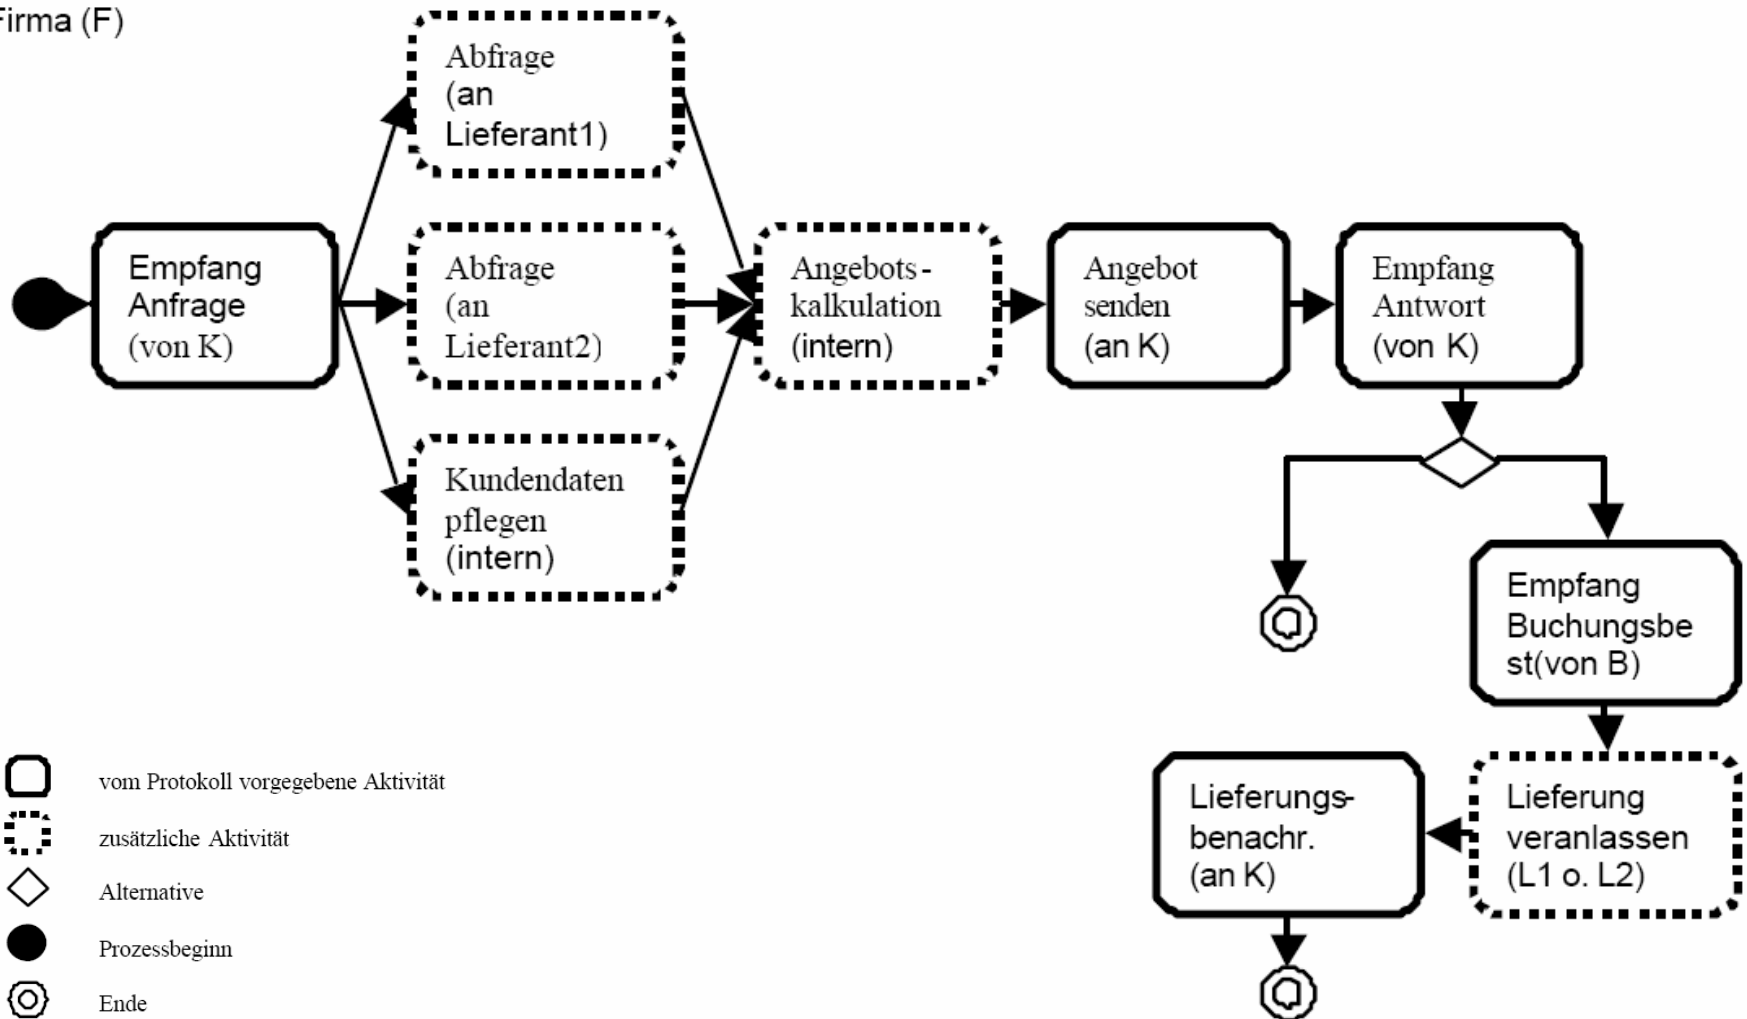 Firma (F)
Abfrage
(an
Lieferant1)
Empfang
Anfrage
(von K)
Abfrage
(an
Lieferant2)
Kundendaten
pflegen
(intern)
Angebots-
kalkulation
(intern)
Angebot
senden
(an K)
Empfang
Antwort
(von K)
Empfang
Buchungsbe
st(von B)
Lieferung
veranlassen
(L1 o. L2)
Lieferungs-
benachr.
(an K)
vom Protokoll vorgegebene Aktivität
zusätzliche Aktivität
Alternative
Prozessbeginn
Ende